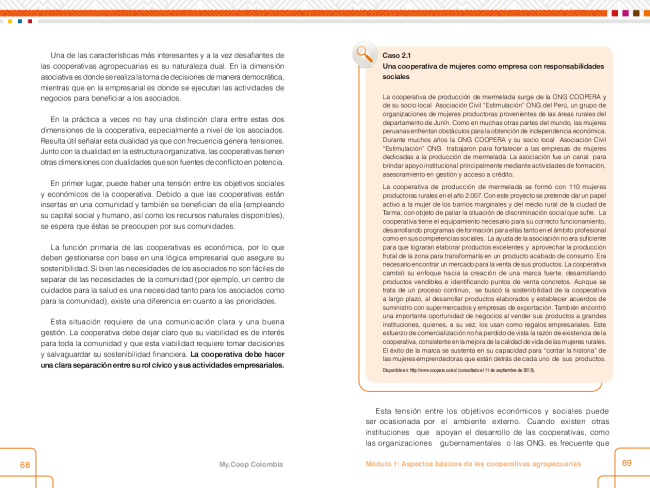 Una de las características más interesantes y a la vez desafiantes de
las cooperativas agropecuarias es su naturaleza dual. En la dimensión
asociativa es donde se realiza la toma de decisiones de manera democrática,
mientras que en la empresarial es donde se ejecutan las actividades de
negocios para beneficiar a los asociados.
En la práctica a veces no hay una distinción clara entre estas dos
dimensiones de la cooperativa, especialmente a nivel de los asociados.
Resulta útil señalar esta dualidad ya que con frecuencia genera tensiones.
Junto con la dualidad en la estructura organizativa, las cooperativas tienen
otras dimensiones con dualidades que son fuentes de conflicto en potencia.
En primer lugar, puede haber una tensión entre los objetivos sociales
y económicos de la cooperativa. Debido a que las cooperativas están
insertas en una comunidad y también se benefician de ella (empleando
su capital social y humano, así como los recursos naturales disponibles),
se espera que éstas se preocupen por sus comunidades.
La función primaria de las cooperativas es económica, por lo que
deben gestionarse con base en una lógica empresarial que asegure su
sostenibilidad. Si bien las necesidades de los asociados no son fáciles de
separar de las necesidades de la comunidad (por ejemplo, un centro de
cuidados para la salud es una necesidad tanto para los asociados como
para la comunidad), existe una diferencia en cuanto a las prioridades.
Esta situación requiere de una comunicación clara y una buena
gestión. La cooperativa debe dejar claro que su viabilidad es de interés
para toda la comunidad y que esta viabilidad requiere tomar decisiones
y salvaguardar su sostenibilidad financiera. La cooperativa debe hacer
una clara separación entre su rol cívico y sus actividades empresariales.
68
My.Coop Colombia
Caso 2.1
Una cooperativa de mujeres como empresa con responsabilidades
sociales
La cooperativa de producción de mermelada surge de la ONG COOPERA y
de su socio local Asociación Civil "Estimulación" ONG del Perú, un grupo de
organizaciones de mujeres productoras provenientes de las áreas rurales del
departamento de Junín. Como en muchas otras partes del mundo, las mujeres
peruanas enfrentan obstáculos para la obtención de independencia económica.
Durante muchos años la ONG COOPERA y su socio local Asociación Civil
"Estimulación" ONG trabajaron para fortalecer a las empresas de mujeres
dedicadas a la producción de mermelada. La asociación fue un canal para
brindar apoyo institucional principalmente mediante actividades de formación,
asesoramiento en gestión y acceso a crédito.
La cooperativa de producción de mermelada se formó con 110 mujeres
productoras rurales en el año 2.007. Con este proyecto se pretende dar un papel
activo a la mujer de los barrios marginales y del medio rural de la ciudad de
Tarma, con objeto de paliar la situación de discriminación social que sufre. La
cooperativa tiene el equipamiento necesario para su correcto funcionamiento,
desarrollando programas de formación para ellas tanto en el ámbito profesional
como en sus competencias sociales. La ayuda de la asociación no era suficiente
para que lograran elaborar productos excelentes y aprovechar la producción
frutal de la zona para transformarla en un producto acabado de consumo. Era
necesario encontrar un mercado para la venta de sus productos. La cooperativa
cambió su enfoque hacia la creación de una marca fuerte, desarrollando
productos vendibles e identificando puntos de venta concretos. Aunque se
trata de un proceso continuo, se buscó la sostenibilidad de la cooperativa
a largo plazo, al desarrollar productos elaborados y establecer acuerdos de
suministro con supermercados y empresas de exportación. También encontró
una importante oportunidad de negocios al vender sus productos a grandes
instituciones, quienes, a su vez, los usan como regalos empresariales. Este
esfuerzo de comercialización no ha perdido de vista la razón de existencia de la
cooperativa, consistente en la mejora de la calidad de vida de las mujeres rurales.
El éxito de la marca se sustenta en su capacidad para "contar la historia" de
las mujeres emprendedoras que están detrás de cada uno de sus productos.
Esta tensión entre los objetivos económicos y sociales puede
ser ocasionada por el ambiente externo. Cuando existen otras
instituciones que apoyan el desarrollo de las cooperativas, como
las organizaciones gubernamentales o las ONG, es frecuente que
Módulo 1: Aspectos básicos de las cooperativas agropecuarias
69